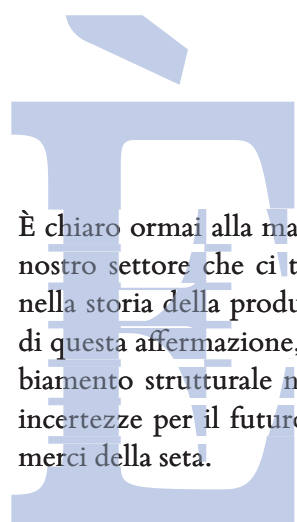 È
È chiaro ormai alla ma
nostro settore che ci t
nella storia della produ
di questa affermazione,
biamento strutturale n
incertezze per il futuro
merci della seta.